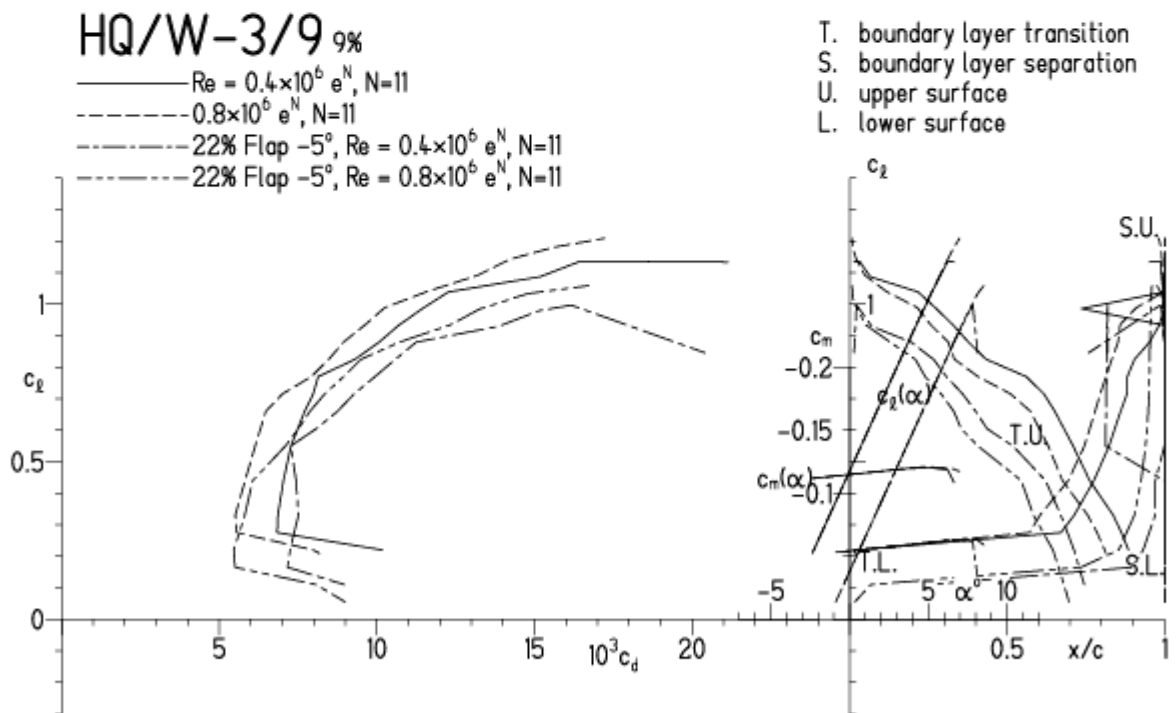 HQ/W-3/9 9%
Re = 0.4×10⁶ eᴺ, N=11
0.8×10⁶ eᴺ, N=11
22% Flap -5°, Re = 0.4×10⁶ eᴺ, N=11
22% Flap -5°, Re = 0.8×10⁶ eᴺ, N=11
T. boundary layer transition
S. boundary layer separation
U. upper surface
L. lower surface
1
cℓ
0.5
0
5
10
15
10³c_d
20
cℓ
S.U.
1
c_m
-0.2
cℓ(α)
-0.15
T.U.
c_m(α)
-0.1
T.L.
S.L.
-5
5
α°
10
0.5
x/c
1